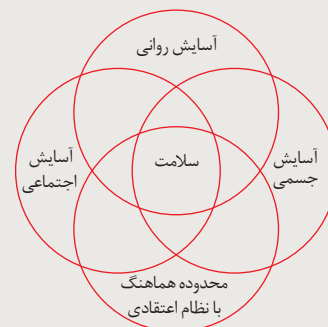 آسایش روانی
آسایش
جسمی
سلامت
آسایش
اجتماعی
محدوده هماهنگ
با نظام اعتقادی